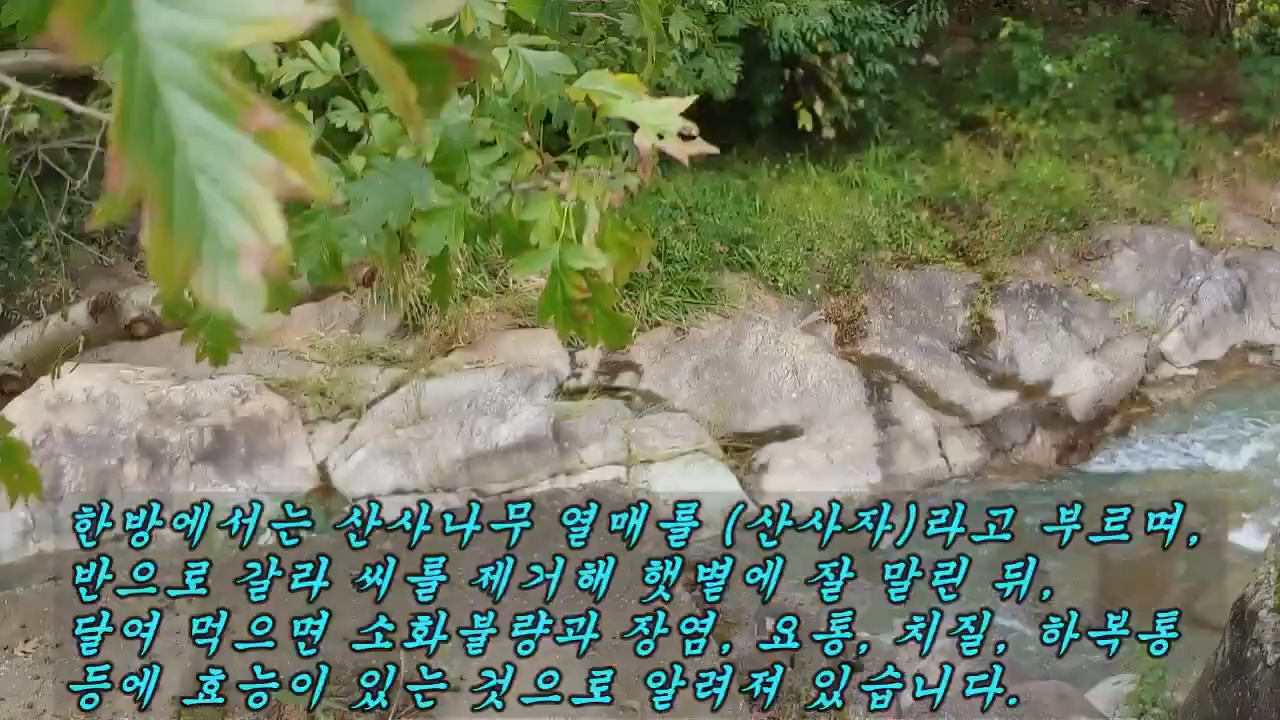 한방에서는 산사나무 열매를 (산사자)라고 부르며,
반으로 갈라 씨를 제거해 햇볕에 잘 말린 뒤,
달여 먹으면 소화불량과 장염, 요통, 치질, 하복통
등에 효능이 있는 것으로 알려져 있습니다.